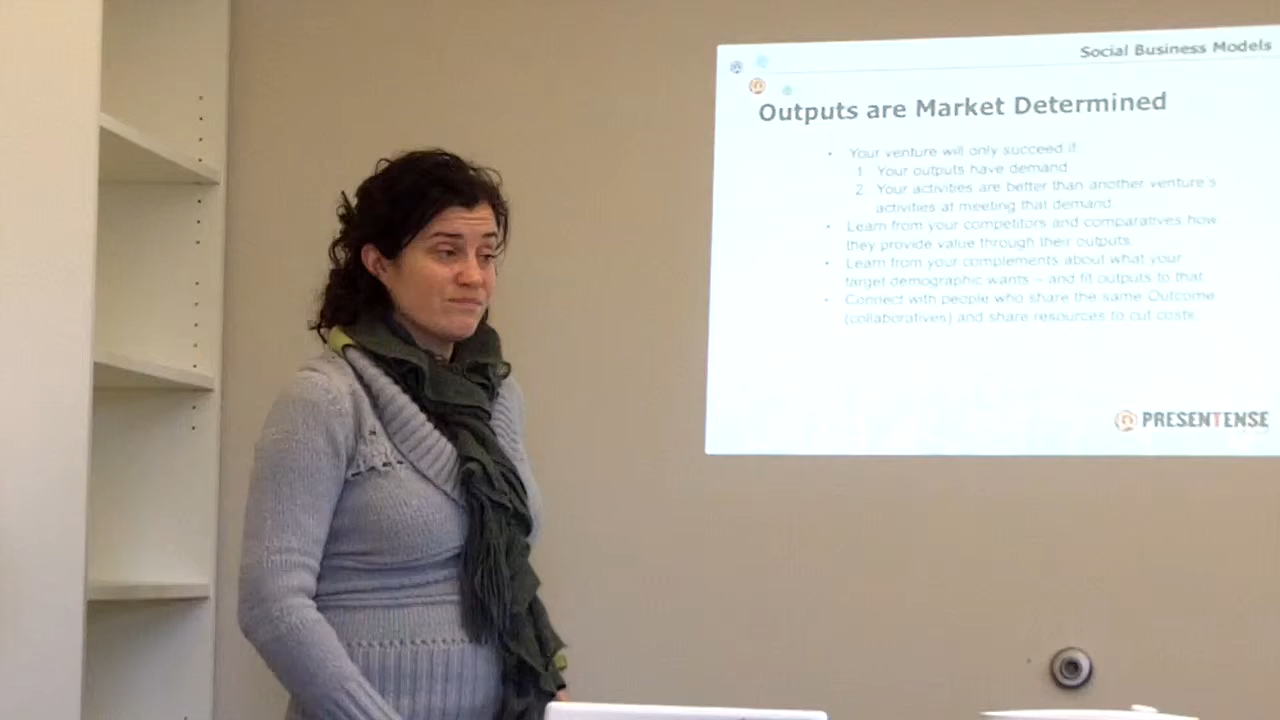 Social Business Models
Outputs are Market Determined
• Your venture will only succeed if
1. Your outputs have demand
2. Your activities are better than another venture's
activities at meeting that demand
• Learn from your competitors and comparatives how
they provide value through their outputs.
• Learn from your complements about what your
target demographic wants – and fit outputs to that.
• Connect with people who share the same Outcome
(collaboratives) and share resources to cut costs.
PRESENTENSE